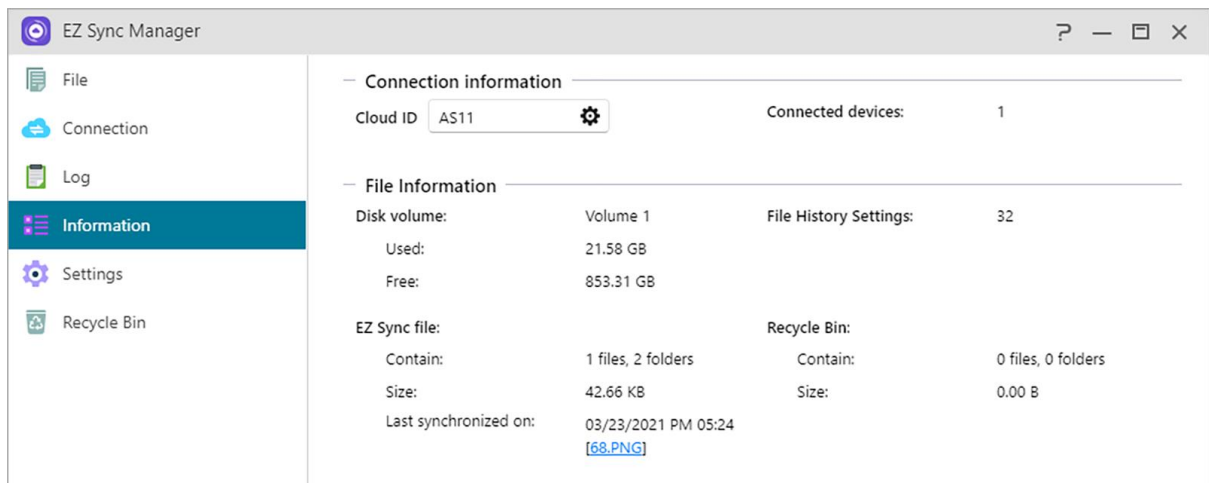 EZ Sync Manager
File
Connection
Log
Information
Settings
Recycle Bin
Connection information
Cloud ID AS11 Connected devices: 1
File Information
Disk volume: Volume 1 File History Settings: 32
Used: 21.58 GB
Free: 853.31 GB
EZ Sync file: Recycle Bin:
Contain: 1 files, 2 folders Contain: 0 files, 0 folders
Size: 42.66 KB Size: 0.00 B
Last synchronized on: 03/23/2021 PM 05:24
[68.PNG]